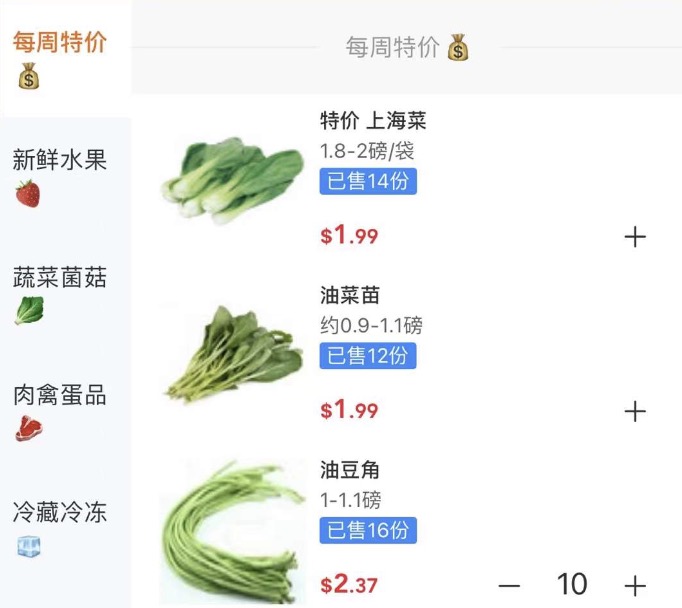 每周特价
每周特价
新鲜水果
蔬菜菌菇
肉禽蛋品
冷藏冷冻
特价 上海菜
1.8-2磅/袋
已售14份
$1.99
+
油菜苗
约0.9-1.1磅
已售12份
$1.99
+
油豆角
1-1.1磅
已售16份
$2.37
— 10 +